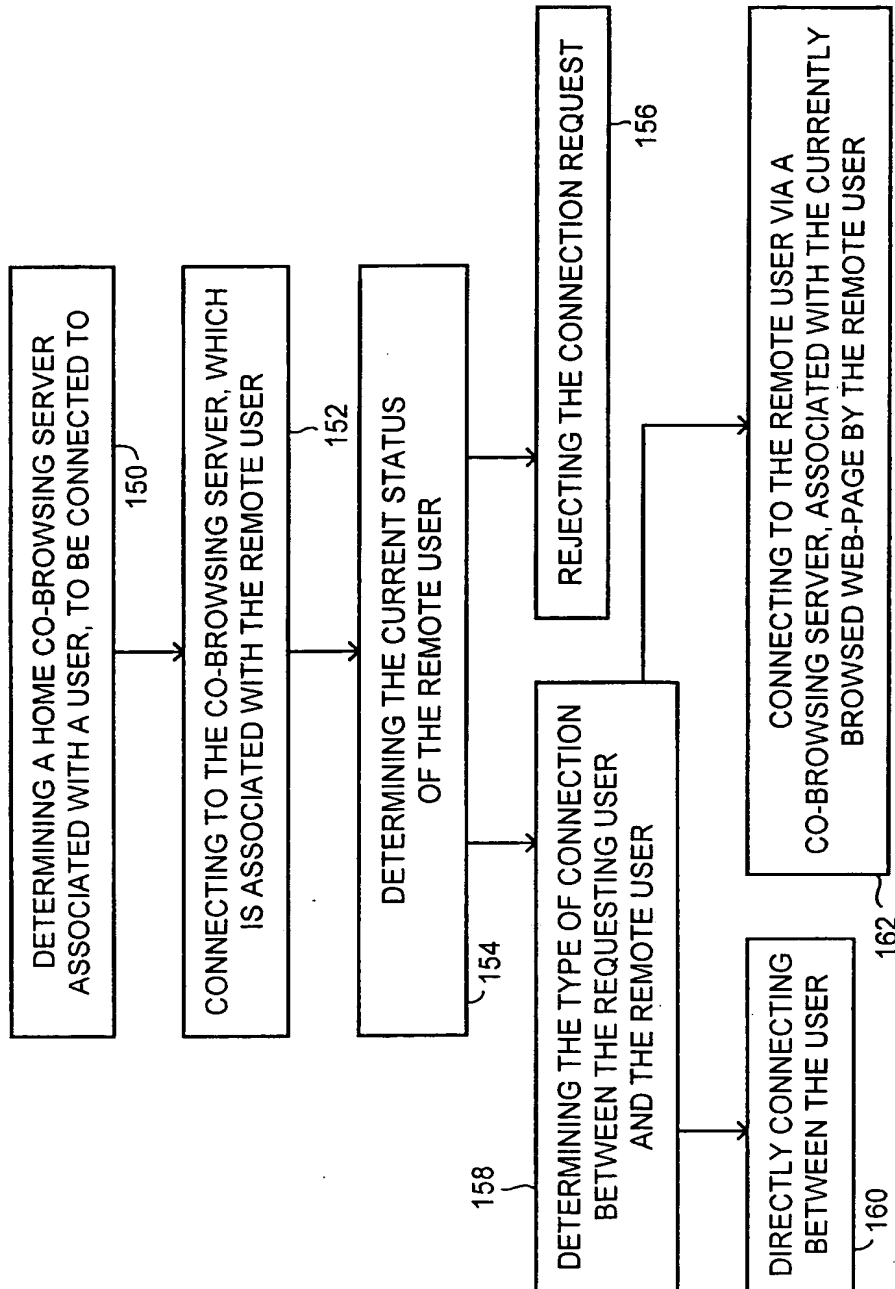 DETERMINING A HOME CO-BROWSING SERVER
ASSOCIATED WITH A USER, TO BE CONNECTED TO
150
CONNECTING TO THE CO-BROWSING SERVER, WHICH
IS ASSOCIATED WITH THE REMOTE USER
152
DETERMINING THE CURRENT STATUS
OF THE REMOTE USER
154
REJECTING THE CONNECTION REQUEST
156
158
DETERMINING THE TYPE OF CONNECTION
BETWEEN THE REQUESTING USER
AND THE REMOTE USER
DIRECTLY CONNECTING
BETWEEN THE USER
160
CONNECTING TO THE REMOTE USER VIA A
CO-BROWSING SERVER, ASSOCIATED WITH THE CURRENTLY
BROWSED WEB-PAGE BY THE REMOTE USER
162